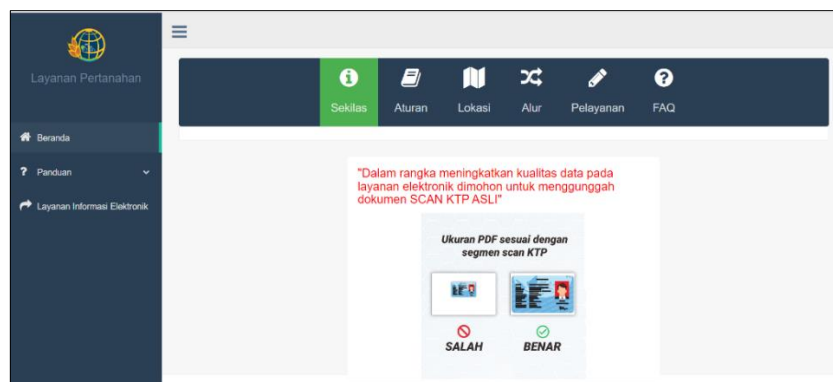 Layanan Pertanahan
Beranda
Panduan
Layanan Informasi Elektronik
Sekilas
Aturan
Lokasi
Alur
Pelayanan
FAQ
"Dalam rangka meningkatkan kualitas data pada
layanan elektronik dimohon untuk menggunggah
dokumen SCAN KTP ASLI"
Ukuran PDF sesuai dengan
segmen scan KTP
SALAH
BENAR